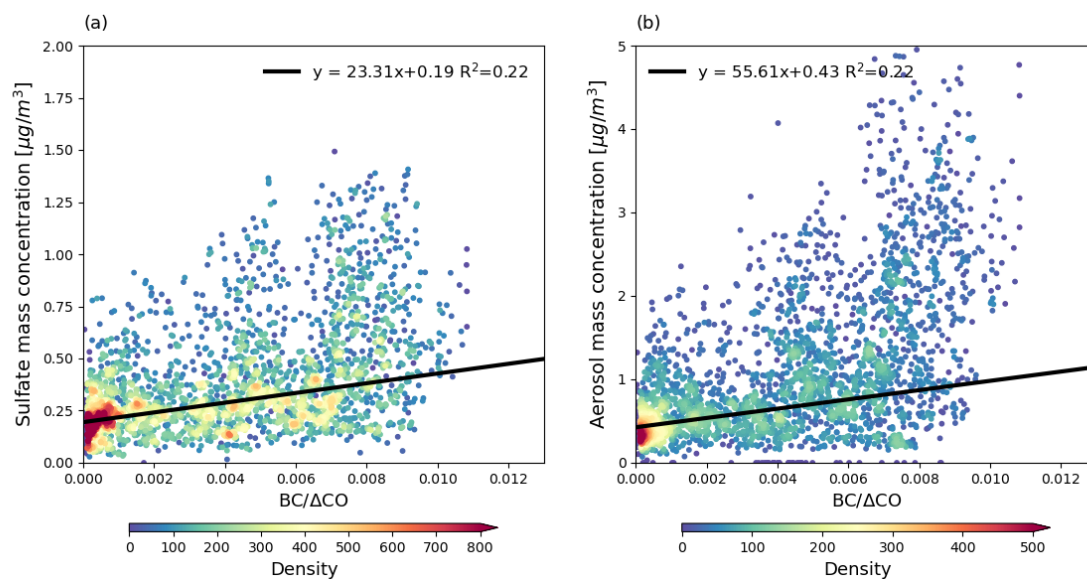 (a)
y = 23.31x+0.19 R²=0.22
Sulfate mass concentration [μg/m³]
2.00
1.75
1.50
1.25
1.00
0.75
0.50
0.25
0.00
0.000 0.002 0.004 0.006 0.008 0.010 0.012
BC/ΔCO
0 100 200 300 400 500 600 700 800
Density
(b)
y = 55.61x+0.43 R²=0.22
Aerosol mass concentration [μg/m³]
5
4
3
2
1
0
0.000 0.002 0.004 0.006 0.008 0.010 0.012
BC/ΔCO
0 100 200 300 400 500
Density